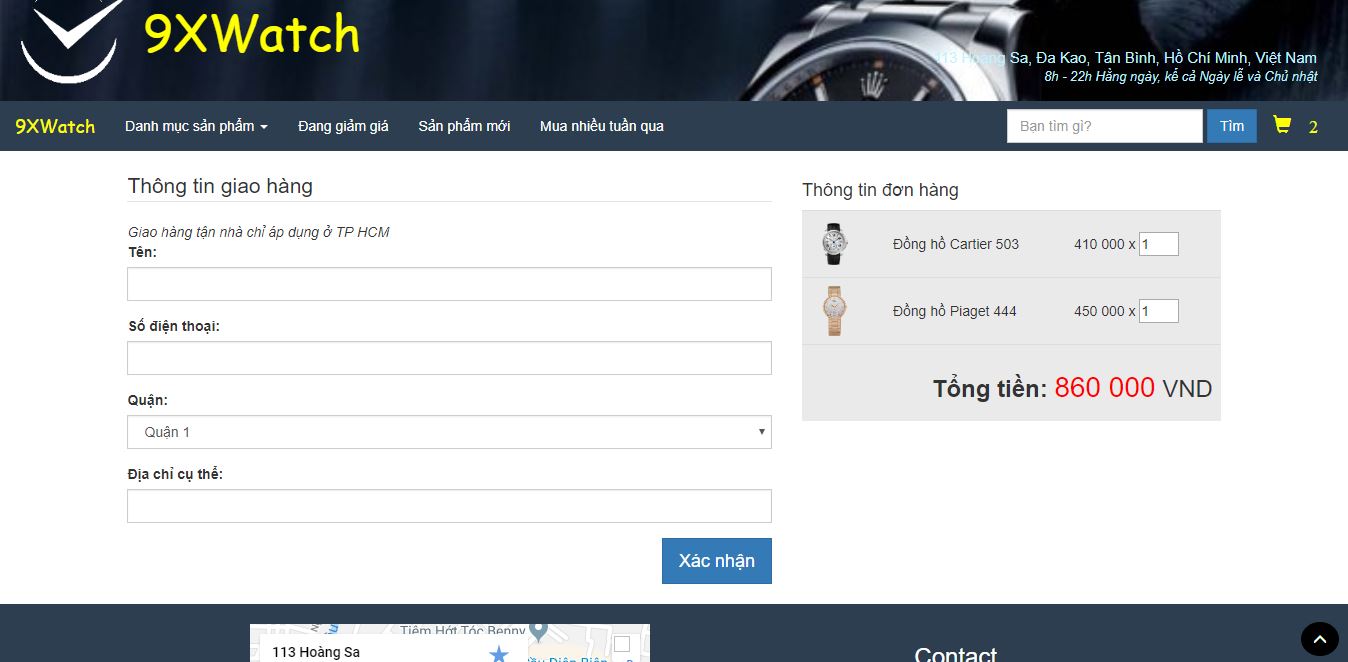 9XWatch
113 Hoàng Sa, Đa Kao, Tân Bình, Hồ Chí Minh, Việt Nam
8h - 22h Hằng ngày, kể cả Ngày lễ và Chủ nhật
9XWatch Danh mục sản phẩm Đang giảm giá Sản phẩm mới Mua nhiều tuần qua Bạn tìm gì? Tìm 2
Thông tin giao hàng
Giao hàng tận nhà chỉ áp dụng ở TP HCM
Tên:
Số điện thoại:
Quận:
Quận 1
Địa chỉ cụ thể:
Xác nhận
Thông tin đơn hàng
Đồng hồ Cartier 503 410 000 x 1
Đồng hồ Piaget 444 450 000 x 1
Tổng tiền: 860 000 VND
Tiệm Hớt Tóc Benny
113 Hoàng Sa
Contact